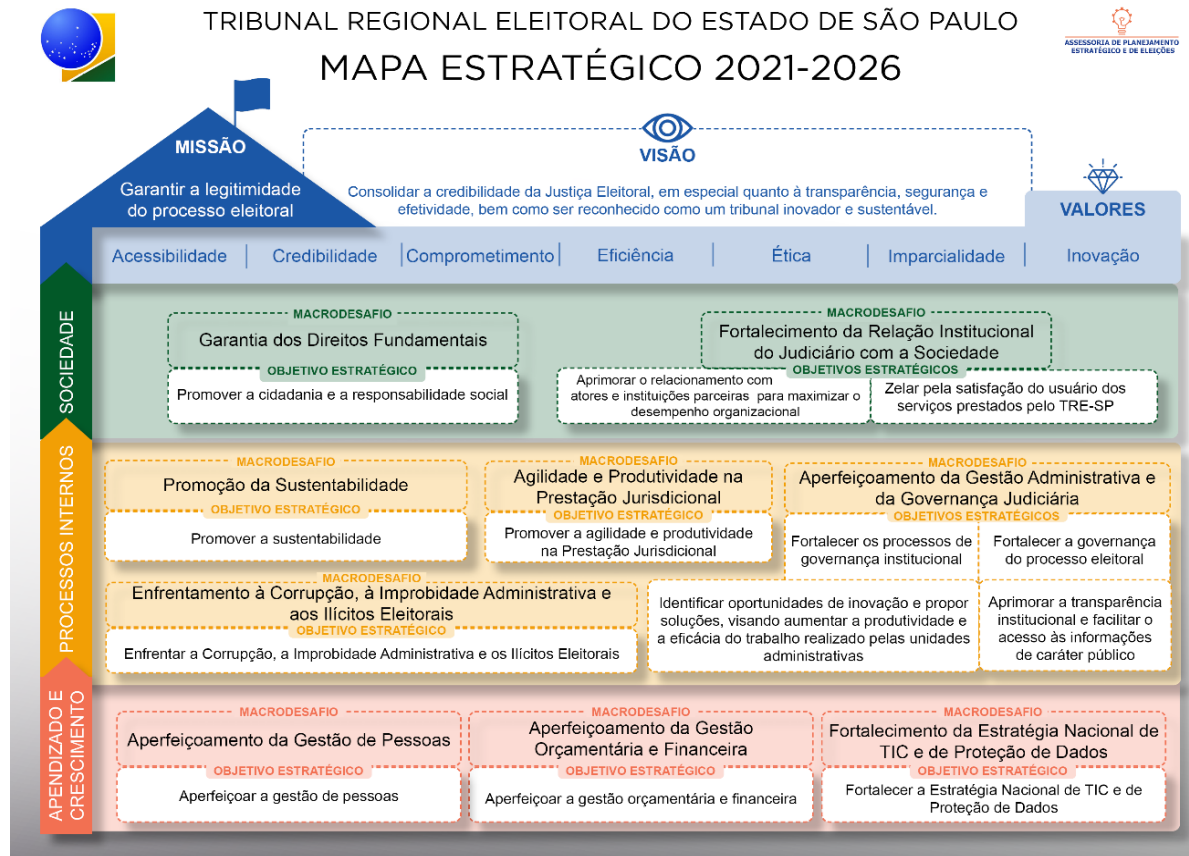 TRIBUNAL REGIONAL ELEITORAL DO ESTADO DE SÃO PAULO
MAPA ESTRATÉGICO 2021-2026
ASSESSORIA DE PLANEJAMENTO
ESTRATÉGICO E DE ELEIÇÕES
MISSÃO
Garantir a legitimidade
do processo eleitoral
VISÃO
Consolidar a credibilidade da Justiça Eleitoral, em especial quanto à transparência, segurança e
efetividade, bem como ser reconhecido como um tribunal inovador e sustentável.
VALORES
Acessibilidade
Credibilidade
Comprometimento
Eficiência
Ética
Imparcialidade
Inovação
SOCIEDADE
MACRODESAFIO
Garantia dos Direitos Fundamentais
OBJETIVO ESTRATÉGICO
Promover a cidadania e a responsabilidade social
MACRODESAFIO
Fortalecimento da Relação Institucional
do Judiciário com a Sociedade
OBJETIVOS ESTRATÉGICOS
Aprimorar o relacionamento com
atores e instituições parceiras para maximizar o
desempenho organizacional
Zelar pela satisfação do usuário dos
serviços prestados pelo TRE-SP
PROCESSOS INTERNOS
MACRODESAFIO
Promoção da Sustentabilidade
OBJETIVO ESTRATÉGICO
Promover a sustentabilidade
MACRODESAFIO
Agilidade e Produtividade na
Prestação Jurisdicional
OBJETIVO ESTRATÉGICO
Promover a agilidade e produtividade
na Prestação Jurisdicional
MACRODESAFIO
Aperfeiçoamento da Gestão Administrativa e
da Governança Judiciária
OBJETIVOS ESTRATÉGICOS
Fortalecer os processos de
governança institucional
Fortalecer a governança
do processo eleitoral
MACRODESAFIO
Enfrentamento à Corrupção, à Improbidade Administrativa e
aos Ilícitos Eleitorais
OBJETIVO ESTRATÉGICO
Enfrentar a Corrupção, a Improbidade Administrativa e os Ilícitos Eleitorais
Identificar oportunidades de inovação e propor
soluções, visando aumentar a produtividade e
a eficácia do trabalho realizado pelas unidades
administrativas
Aprimorar a transparência
institucional e facilitar o
acesso às informações
de caráter público
APENDIZADO E
CRESCIMENTO
MACRODESAFIO
Aperfeiçoamento da Gestão de Pessoas
OBJETIVO ESTRATÉGICO
Aperfeiçoar a gestão de pessoas
MACRODESAFIO
Aperfeiçoamento da Gestão
Orçamentária e Financeira
OBJETIVO ESTRATÉGICO
Aperfeiçoar a gestão orçamentária e financeira
MACRODESAFIO
Fortalecimento da Estratégia Nacional de
TIC e de Proteção de Dados
OBJETIVO ESTRATÉGICO
Fortalecer a Estratégia Nacional de TIC e de
Proteção de Dados